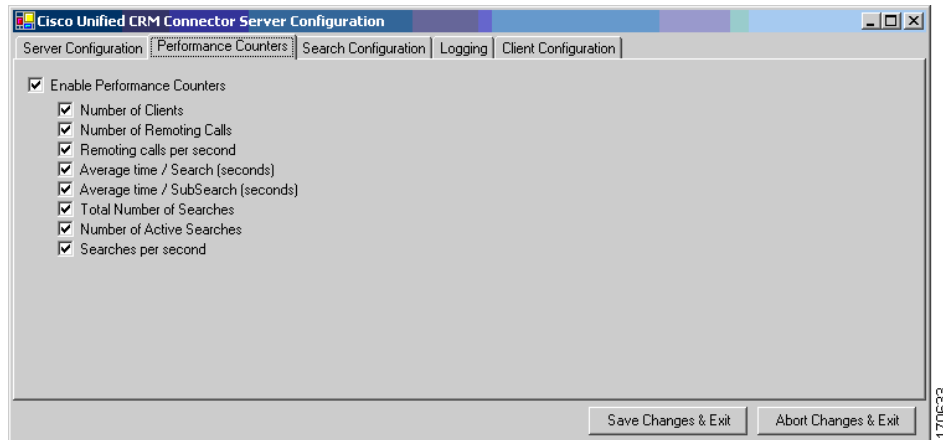 Cisco Unified CRM Connector Server Configuration
Server Configuration Performance Counters Search Configuration Logging Client Configuration
Enable Performance Counters
Number of Clients
Number of Remoting Calls
Remoting calls per second
Average time / Search (seconds)
Average time / SubSearch (seconds)
Total Number of Searches
Number of Active Searches
Searches per second
Save Changes & Exit Abort Changes & Exit
170633